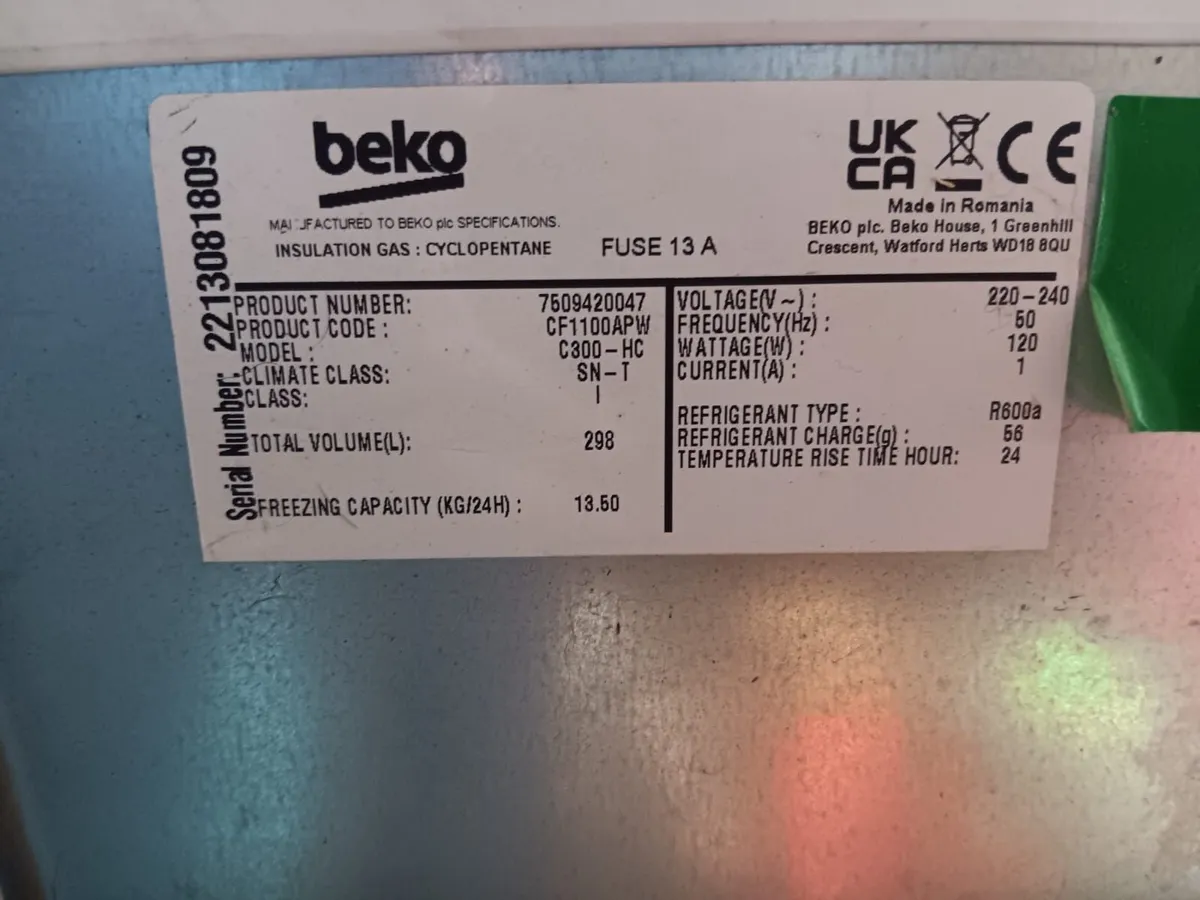 beko
UK
CA
CE
MANUFACTURED TO BEKO plc SPECIFICATIONS.
INSULATION GAS : CYCLOPENTANE
FUSE 13 A
Made in Romania
BEKO plc. Beko House, 1 Greenhill
Crescent, Watford Herts WD18 8QU
Serial Number: 2213081809
PRODUCT NUMBER: 7509420047
PRODUCT CODE : CF1100APW
MODEL : C300-HC
CLIMATE CLASS: SN-T
CLASS: I
TOTAL VOLUME(L): 298
FREEZING CAPACITY (KG/24H) : 13.50
VOLTAGE(V~) : 220-240
FREQUENCY(Hz) : 50
WATTAGE(W) : 120
CURRENT(A) : 1
REFRIGERANT TYPE : R600a
REFRIGERANT CHARGE(g) : 56
TEMPERATURE RISE TIME HOUR: 24